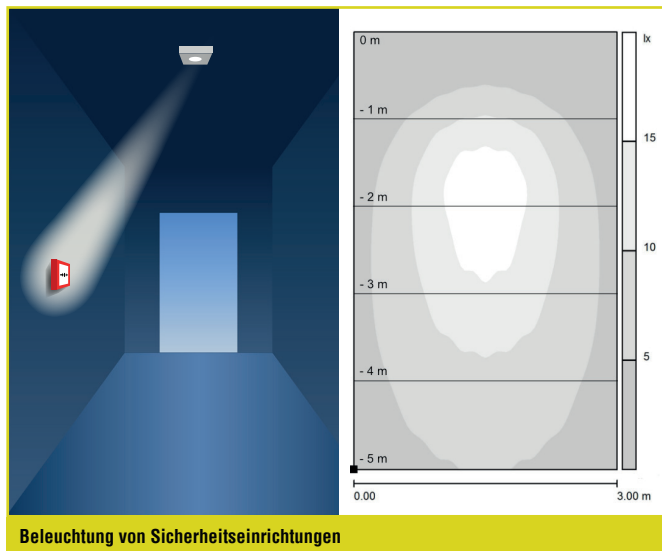 0 m
lx
- 1 m
15
- 2 m
10
- 3 m
5
- 4 m
- 5 m
0.00
3.00 m
Beleuchtung von Sicherheitseinrichtungen